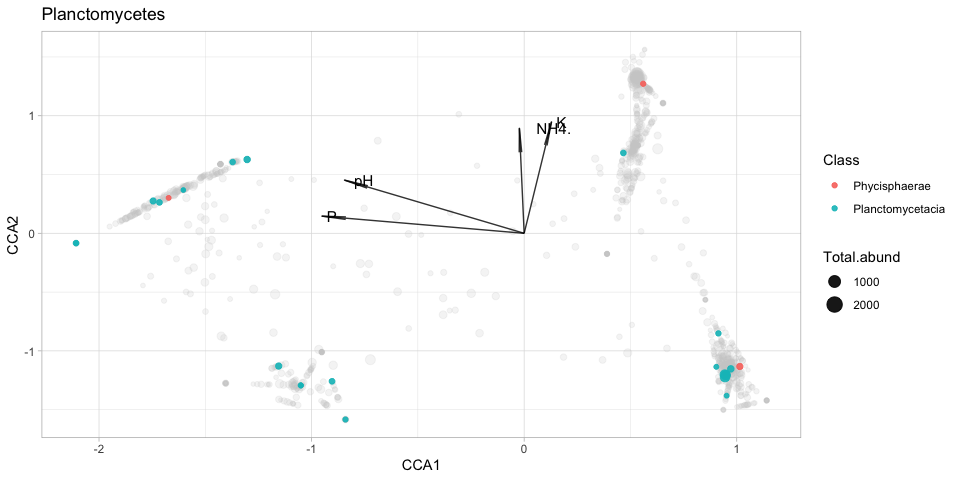 Planctomycetes
CCA2
1
0
-1
-2
-1
0
1
CCA1
K
NH4.
pH
P
Class
Phycisphaerae
Planctomycetacia
Total.abund
1000
2000